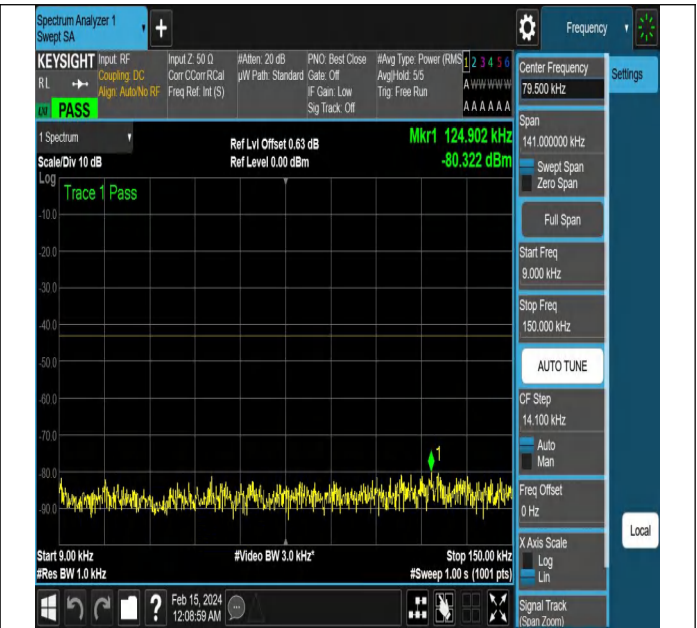 Spectrum Analyzer 1
Swept SA
+
Frequency
KEYSIGHT
RL
PASS
Input: RF
Coupling: DC
Align: Auto/No RF
Input Z: 50 Ω
Corr CCorr RCal
Freq Ref: Int (S)
#Atten: 20 dB
µW Path: Standard
PNO: Best Close
Gate: Off
IF Gain: Low
Sig Track: Off
#Avg Type: Power (RMS
Avg|Hold: 5/5
Trig: Free Run
1 2 3 4 5 6
A W W W W W
A A A A A A
1 Spectrum
Scale/Div 10 dB
Ref Lvl Offset 0.63 dB
Ref Level 0.00 dBm
Mkr1 124.902 kHz
-80.322 dBm
Log
Trace 1 Pass
-10.0
-20.0
-30.0
-40.0
-50.0
-60.0
-70.0
-80.0
-90.0
1
Start 9.00 kHz
#Res BW 1.0 kHz
#Video BW 3.0 kHz*
Stop 150.00 kHz
#Sweep 1.00 s (1001 pts)
?
Feb 15, 2024
12:08:59 AM
Center Frequency
79.500 kHz
Settings
Span
141.000000 kHz
Swept Span
Zero Span
Full Span
Start Freq
9.000 kHz
Stop Freq
150.000 kHz
AUTO TUNE
CF Step
14.100 kHz
Auto
Man
Freq Offset
0 Hz
X Axis Scale
Log
Lin
Local
Signal Track
(Span Zoom)